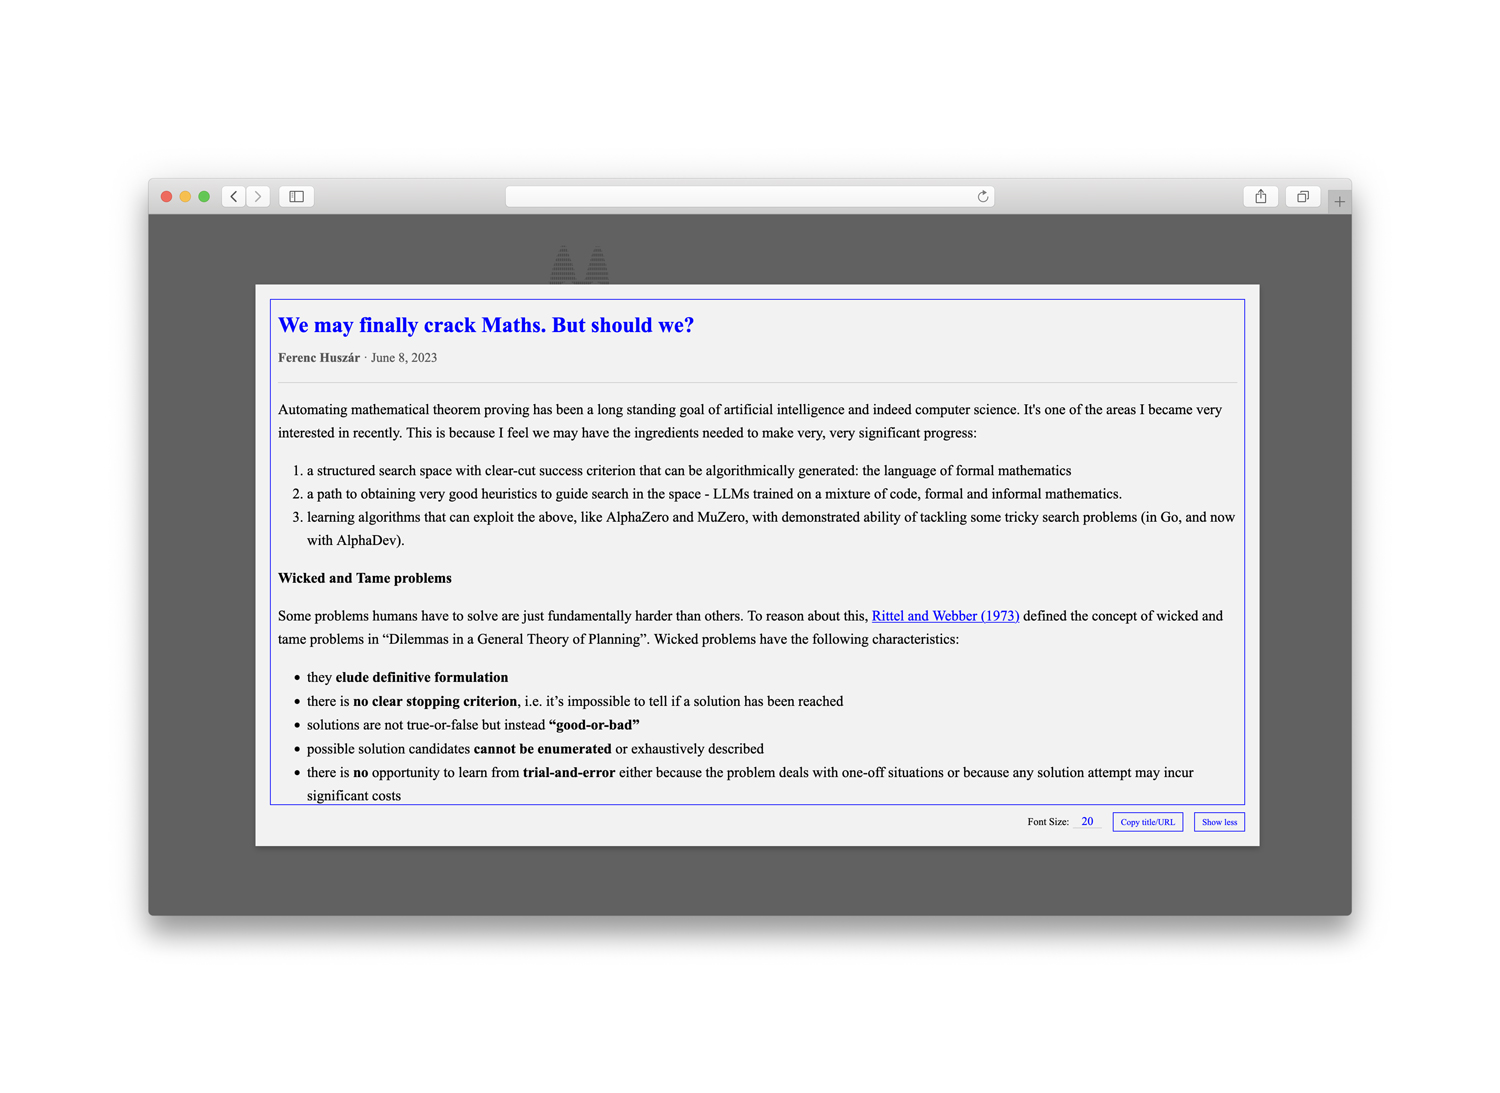 We may finally crack Maths. But should we?
Ferenc Huszár · June 8, 2023
Automating mathematical theorem proving has been a long standing goal of artificial intelligence and indeed computer science. It's one of the areas I became very
interested in recently. This is because I feel we may have the ingredients needed to make very, very significant progress:
1. a structured search space with clear-cut success criterion that can be algorithmically generated: the language of formal mathematics
2. a path to obtaining very good heuristics to guide search in the space - LLMs trained on a mixture of code, formal and informal mathematics.
3. learning algorithms that can exploit the above, like AlphaZero and MuZero, with demonstrated ability of tackling some tricky search problems (in Go, and now
with AlphaDev).
Wicked and Tame problems
Some problems humans have to solve are just fundamentally harder than others. To reason about this, Rittel and Webber (1973) defined the concept of wicked and
tame problems in “Dilemmas in a General Theory of Planning”. Wicked problems have the following characteristics:
• they elude definitive formulation
• there is no clear stopping criterion, i.e. it’s impossible to tell if a solution has been reached
• solutions are not true-or-false but instead “good-or-bad”
• possible solution candidates cannot be enumerated or exhaustively described
• there is no opportunity to learn from trial-and-error either because the problem deals with one-off situations or because any solution attempt may incur
significant costs
Font Size: 20 Copy title/URL Show less